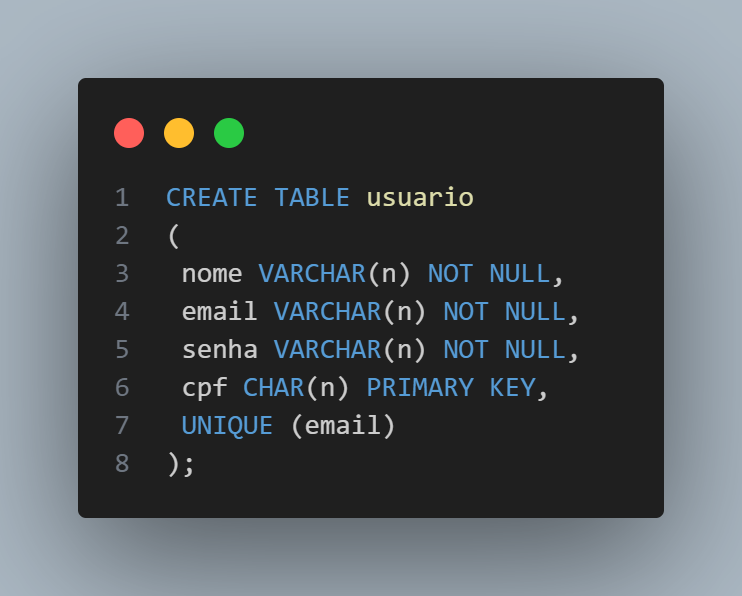 1 CREATE TABLE usuario
2 (
3 nome VARCHAR(n) NOT NULL,
4 email VARCHAR(n) NOT NULL,
5 senha VARCHAR(n) NOT NULL,
6 cpf CHAR(n) PRIMARY KEY,
7 UNIQUE (email)
8 );